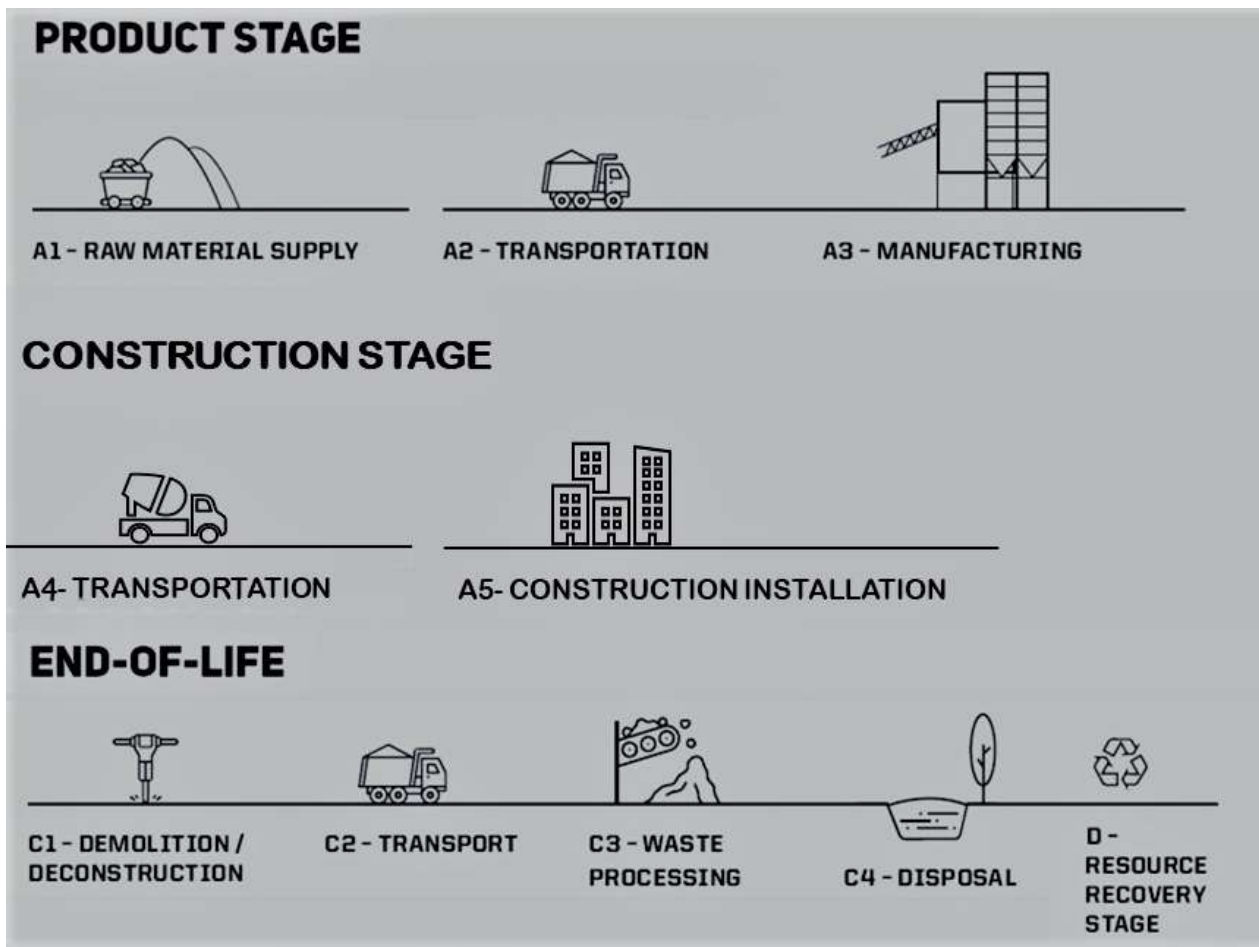 PRODUCT STAGE
A1 - RAW MATERIAL SUPPLY
A2 - TRANSPORTATION
A3 - MANUFACTURING
CONSTRUCTION STAGE
A4- TRANSPORTATION
A5- CONSTRUCTION INSTALLATION
END-OF-LIFE
C1 - DEMOLITION /
DECONSTRUCTION
C2 - TRANSPORT
C3 - WASTE
PROCESSING
C4 - DISPOSAL
D -
RESOURCE
RECOVERY
STAGE